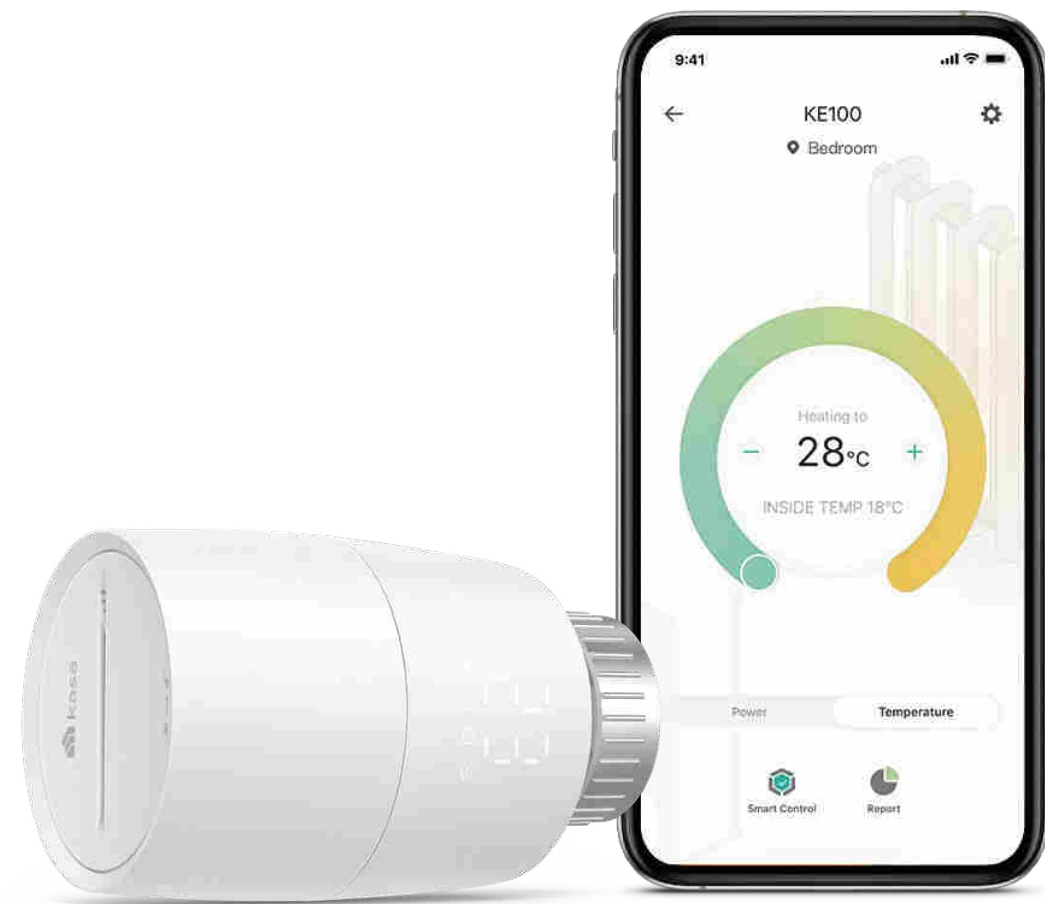 9:41
KE100
Bedroom
Heating to
28°C
INSIDE TEMP 18°C
Power
Temperature
Smart Control
Report
kasa